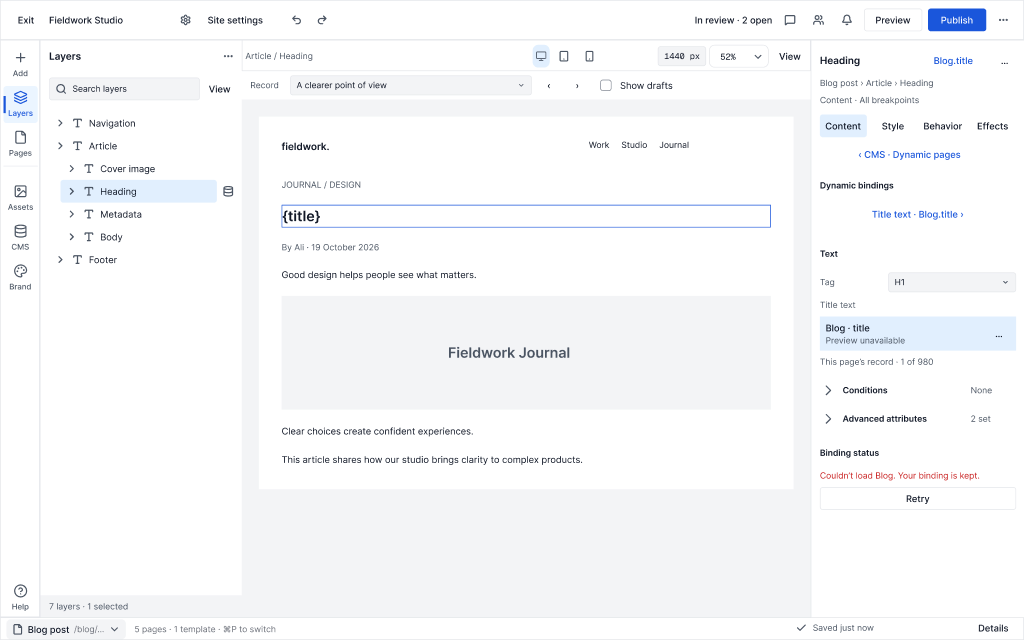 Exit
Fieldwork Studio
Site settings
In review · 2 open
Preview
Publish
Add
Layers
Pages
Assets
CMS
Brand
Help
Layers
Search layers
View
Navigation
Article
Cover image
Heading
Metadata
Body
Footer
7 layers · 1 selected
Article / Heading
1440 px
52%
View
Record
A clearer point of view
‹
›
Show drafts
fieldwork.
Work
Studio
Journal
JOURNAL / DESIGN
{title}
By Ali · 19 October 2026
Good design helps people see what matters.
Fieldwork Journal
Clear choices create confident experiences.
This article shares how our studio brings clarity to complex products.
Heading
Blog.title
Blog post › Article › Heading
Content · All breakpoints
Content
Style
Behavior
Effects
‹ CMS · Dynamic pages
Dynamic bindings
Title text · Blog.title ›
Text
Tag
H1
Title text
Blog · title
Preview unavailable
This page's record · 1 of 980
Conditions
None
Advanced attributes
2 set
Binding status
Couldn't load Blog. Your binding is kept.
Retry
Blog post /blog/...
5 pages · 1 template · ⌘P to switch
Saved just now
Details